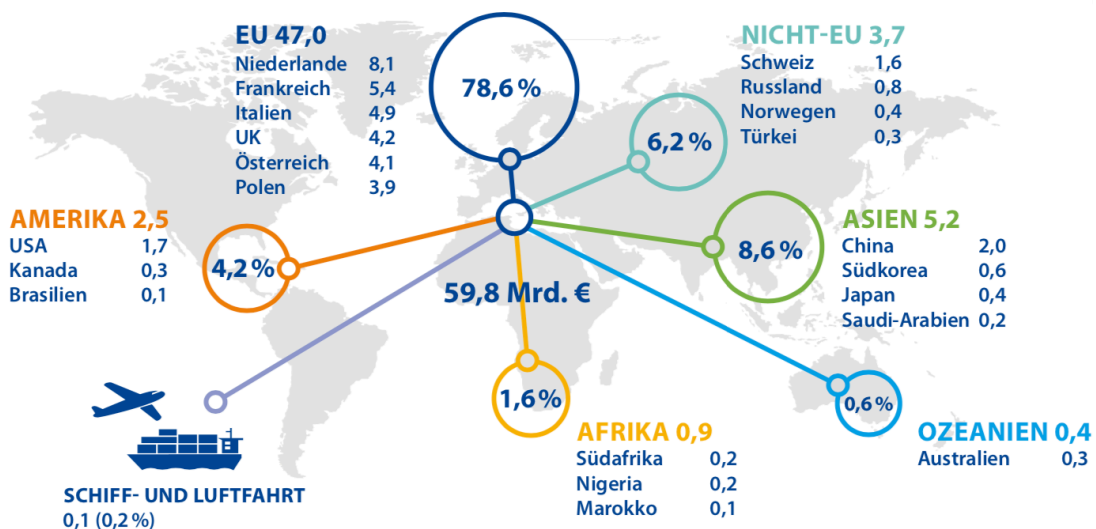 EU 47,0
Niederlande 8,1
Frankreich 5,4
Italien 4,9
UK 4,2
Österreich 4,1
Polen 3,9
78,6 %
NICHT-EU 3,7
Schweiz 1,6
Russland 0,8
Norwegen 0,4
Türkei 0,3
6,2 %
AMERIKA 2,5
USA 1,7
Kanada 0,3
Brasilien 0,1
4,2 %
59,8 Mrd. €
ASIEN 5,2
China 2,0
Südkorea 0,6
Japan 0,4
Saudi-Arabien 0,2
8,6 %
SCHIFF- UND LUFTFAHRT
0,1 (0,2 %)
1,6 %
AFRIKA 0,9
Südafrika 0,2
Nigeria 0,2
Marokko 0,1
0,6 %
OZEANIEN 0,4
Australien 0,3